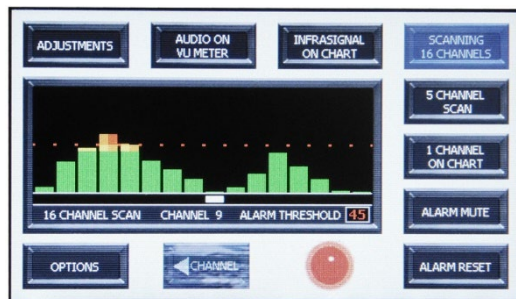 ADJUSTMENTS
AUDIO ON
VU METER
INFRASIGNAL
ON CHART
SCANNING
16 CHANNELS
5 CHANNEL
SCAN
1 CHANNEL
ON CHART
16 CHANNEL SCAN CHANNEL 9 ALARM THRESHOLD 45
ALARM MUTE
OPTIONS
CHANNEL
ALARM RESET